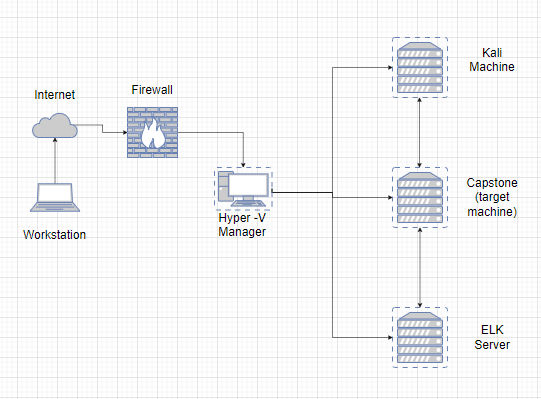 Kali
Machine
Firewall
Internet
Capstone
(target
machine)
Hyper -V
Manager
Workstation
ELK
Server